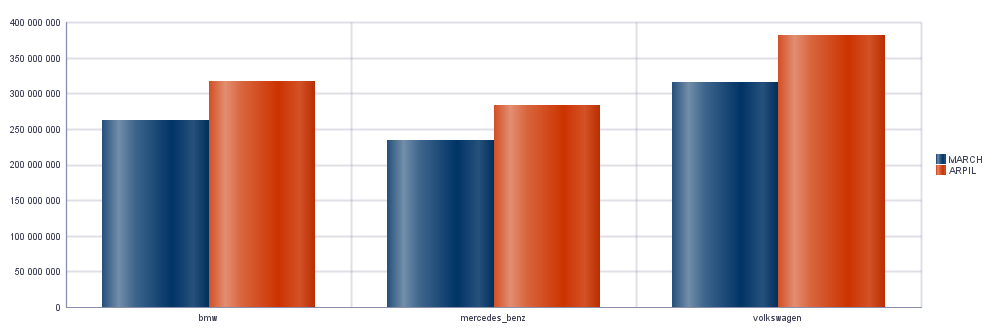 400 000 000
350 000 000
300 000 000
250 000 000
200 000 000
150 000 000
100 000 000
50 000 000
0
bmw
mercedes_benz
volkswagen
MARCH
ARPIL